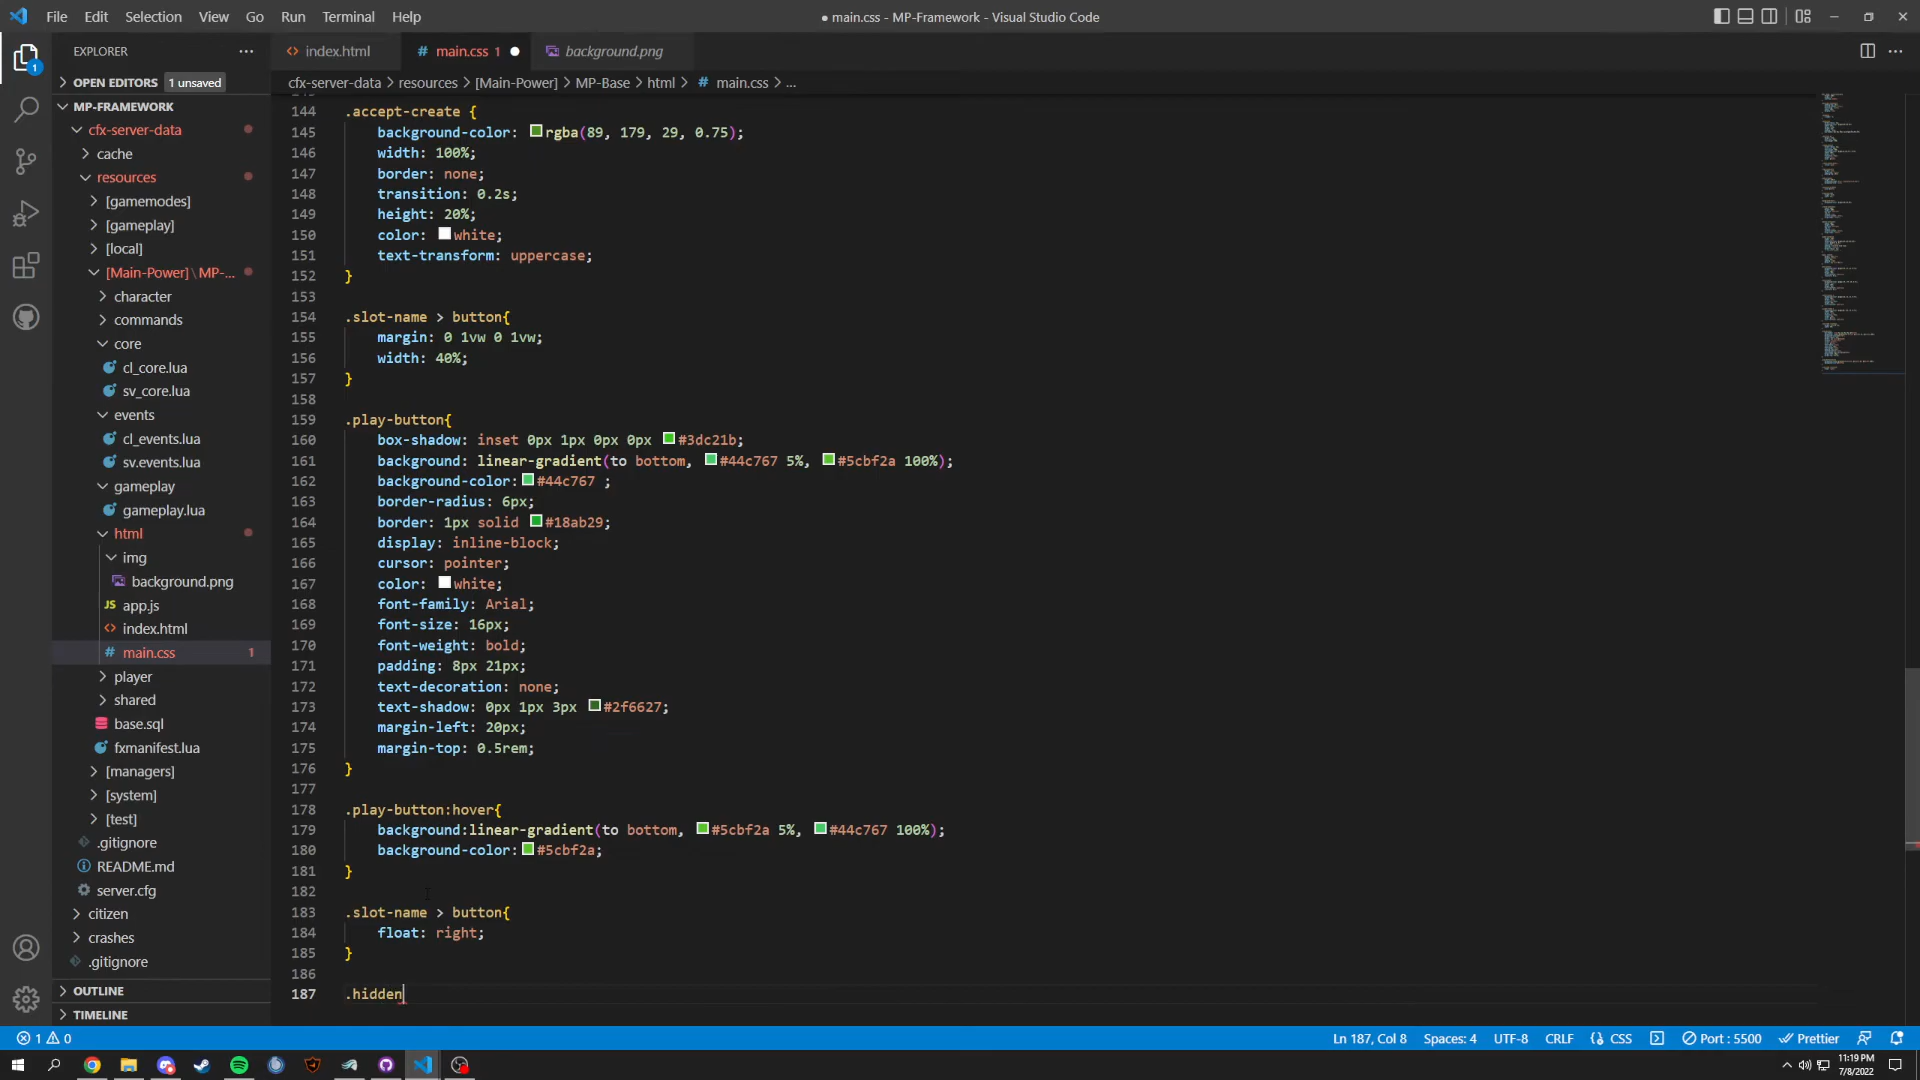 File Edit Selection View Go Run Terminal Help
● main.css - MP-Framework - Visual Studio Code
EXPLORER
OPEN EDITORS 1 unsaved
MP-FRAMEWORK
cfx-server-data
cache
resources
[gamemodes]
[gameplay]
[local]
[Main-Power] \ MP-...
character
commands
core
cl_core.lua
sv_core.lua
events
cl_events.lua
sv.events.lua
gameplay
gameplay.lua
html
img
background.png
JS app.js
<> index.html
# main.css 1
player
shared
base.sql
fxmanifest.lua
[managers]
[system]
[test]
.gitignore
README.md
server.cfg
citizen
crashes
.gitignore
OUTLINE
TIMELINE
<> index.html # main.css 1 ● background.png
cfx-server-data > resources > [Main-Power] > MP-Base > html > # main.css > ...
144 .accept-create {
145 background-color: rgba(89, 179, 29, 0.75);
146 width: 100%;
147 border: none;
148 transition: 0.2s;
149 height: 20%;
150 color: white;
151 text-transform: uppercase;
152 }
153
154 .slot-name > button{
155 margin: 0 1vw 0 1vw;
156 width: 40%;
157 }
158
159 .play-button{
160 box-shadow: inset 0px 1px 0px 0px #3dc21b;
161 background: linear-gradient(to bottom, #44c767 5%, #5cbf2a 100%);
162 background-color: #44c767 ;
163 border-radius: 6px;
164 border: 1px solid #18ab29;
165 display: inline-block;
166 cursor: pointer;
167 color: white;
168 font-family: Arial;
169 font-size: 16px;
170 font-weight: bold;
171 padding: 8px 21px;
172 text-decoration: none;
173 text-shadow: 0px 1px 3px #2f6627;
174 margin-left: 20px;
175 margin-top: 0.5rem;
176 }
177
178 .play-button:hover{
179 background:linear-gradient(to bottom, #5cbf2a 5%, #44c767 100%);
180 background-color: #5cbf2a;
181 }
182
183 .slot-name > button{
184 float: right;
185 }
186
187 .hidden
1 0
Ln 187, Col 8 Spaces: 4 UTF-8 CRLF {} CSS Port : 5500 Prettier
11:19 PM
7/8/2022